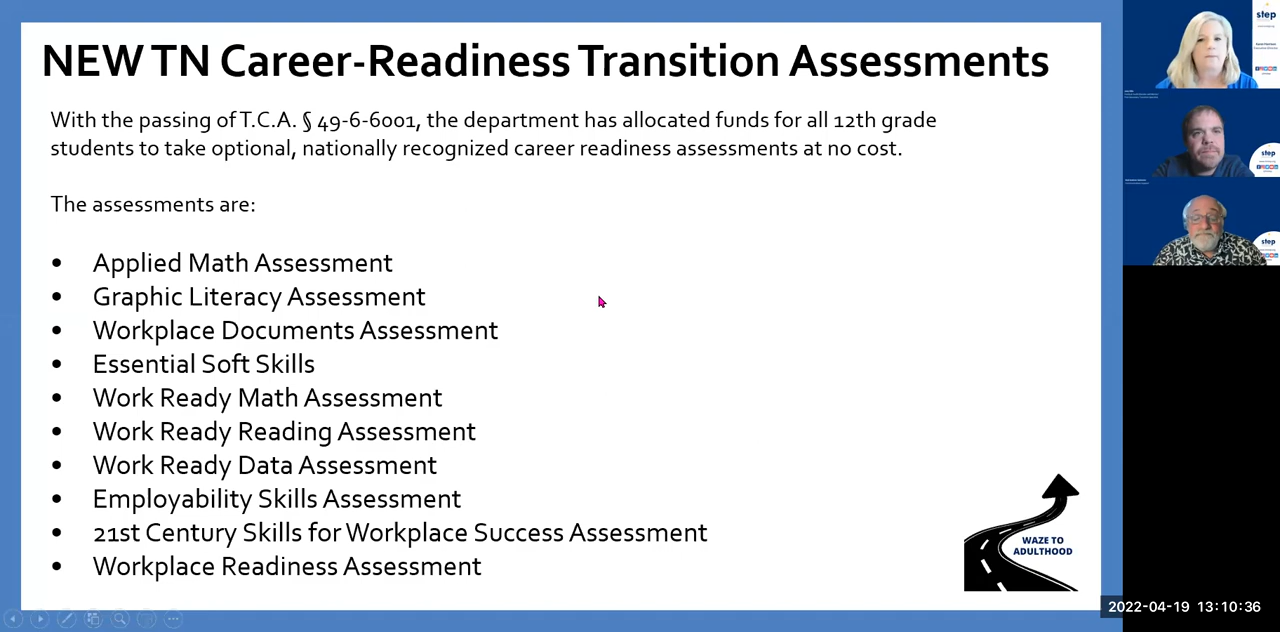 NEW TN Career-Readiness Transition Assessments
With the passing of T.C.A. § 49-6-6001, the department has allocated funds for all 12th grade
students to take optional, nationally recognized career readiness assessments at no cost.
The assessments are:
• Applied Math Assessment
• Graphic Literacy Assessment
• Workplace Documents Assessment
• Essential Soft Skills
• Work Ready Math Assessment
• Work Ready Reading Assessment
• Work Ready Data Assessment
• Employability Skills Assessment
• 21st Century Skills for Workplace Success Assessment
• Workplace Readiness Assessment
WAZE TO
ADULTHOOD
step
step
step
2022-04-19 13:10:36